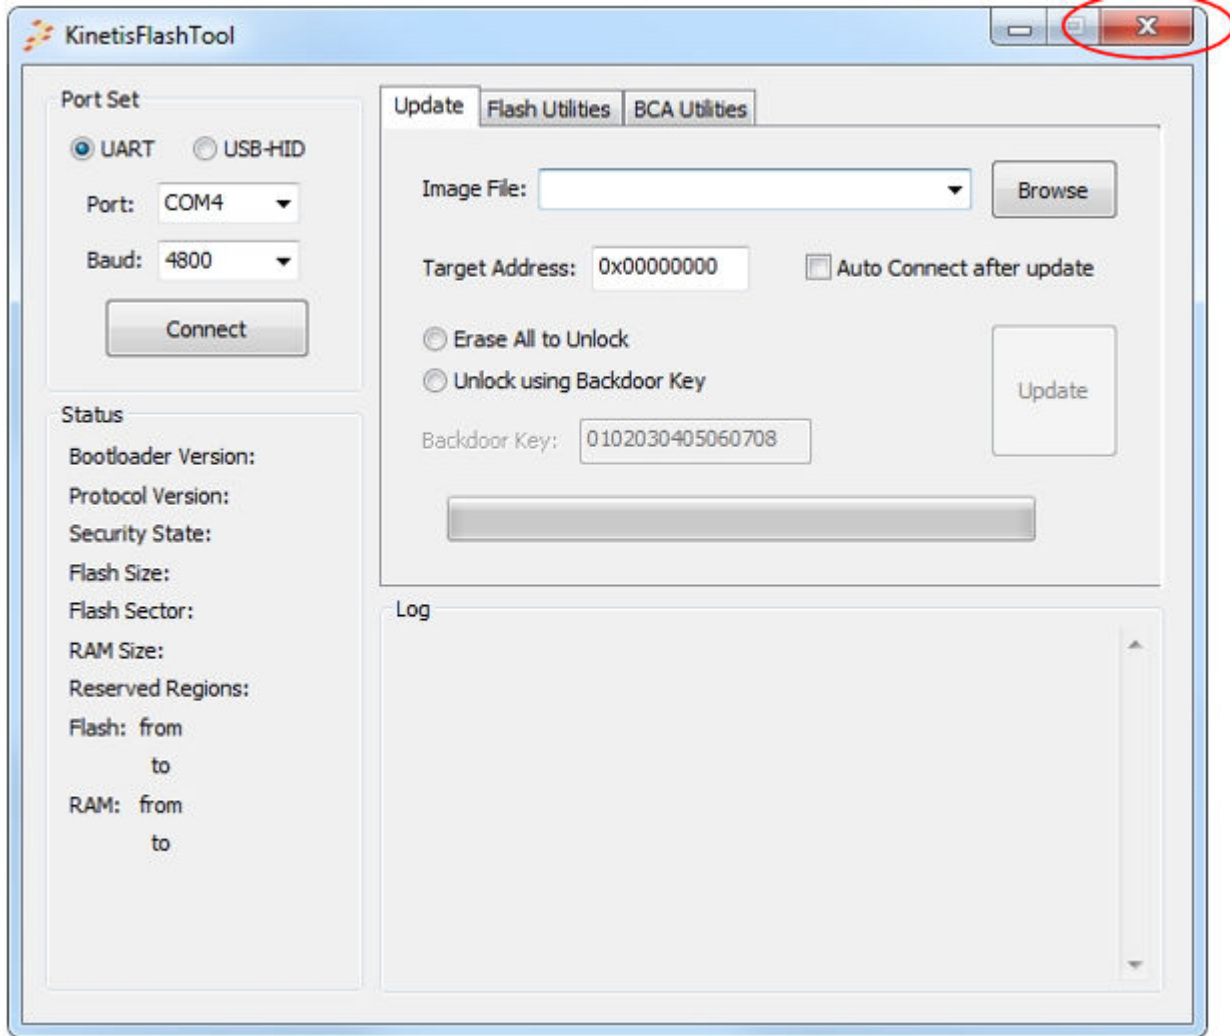 KinetisFlashTool
Port Set
UART USB-HID
Port: COM4
Baud: 4800
Connect
Status
Bootloader Version:
Protocol Version:
Security State:
Flash Size:
Flash Sector:
RAM Size:
Reserved Regions:
Flash: from
to
RAM: from
to
Update Flash Utilities BCA Utilities
Image File: Browse
Target Address: 0x00000000 Auto Connect after update
Erase All to Unlock
Unlock using Backdoor Key
Update
Backdoor Key: 0102030405060708
Log